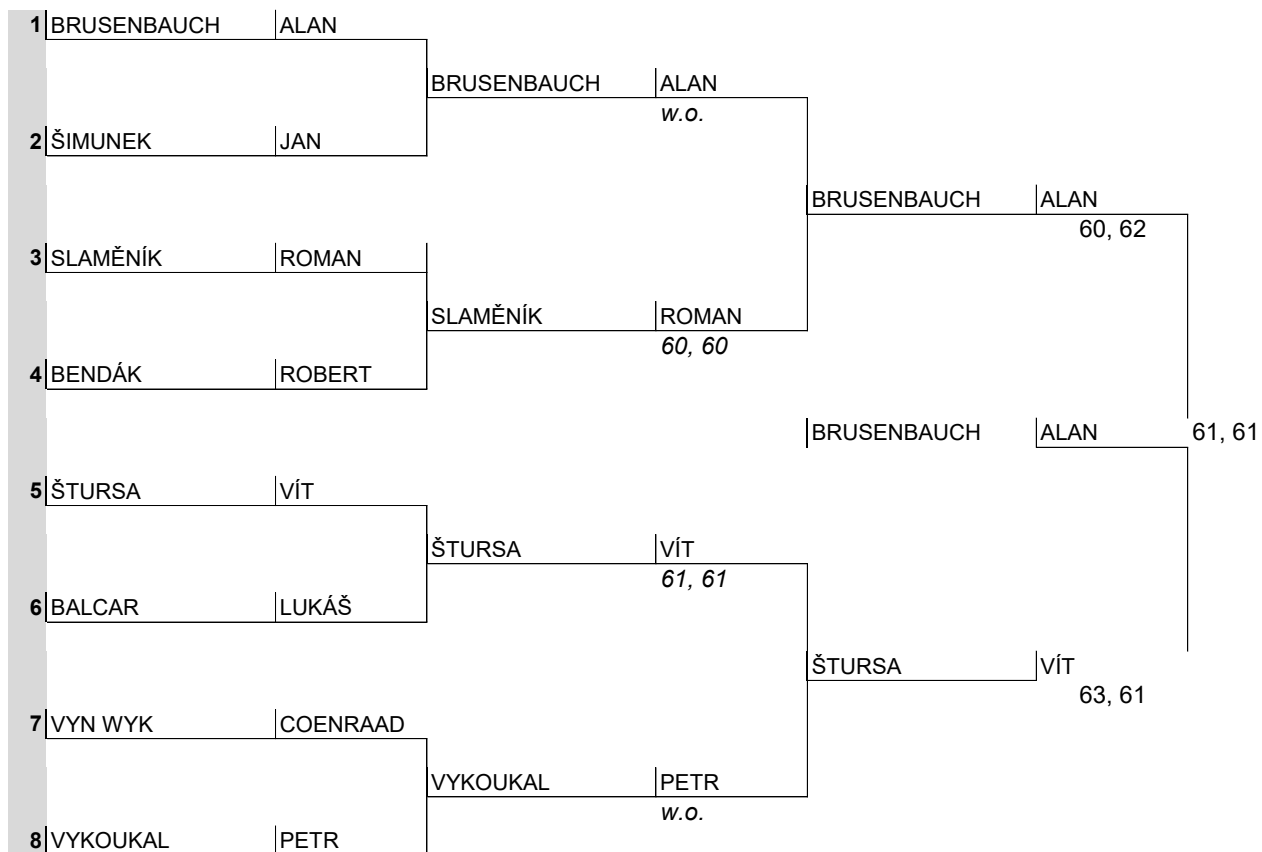 1 BRUSENBAUCH ALAN
BRUSENBAUCH ALAN
w.o.
2 ŠIMUNEK JAN
BRUSENBAUCH ALAN
60, 62
3 SLAMĚNÍK ROMAN
SLAMĚNÍK ROMAN
60, 60
4 BENDÁK ROBERT
BRUSENBAUCH ALAN 61, 61
5 ŠTURSA VÍT
ŠTURSA VÍT
61, 61
6 BALCAR LUKÁŠ
ŠTURSA VÍT
63, 61
7 VYN WYK COENRAAD
VYKOUKAL PETR
w.o.
8 VYKOUKAL PETR